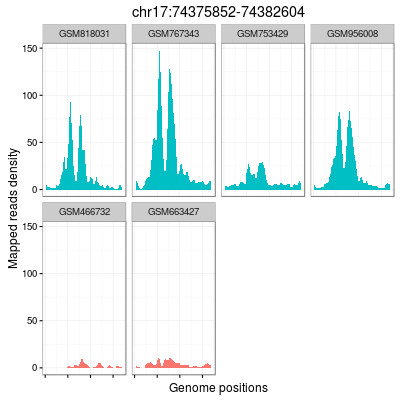 chr17:74375852-74382604
GSM818031 GSM767343 GSM753429 GSM956008
150
100
50
0
GSM466732 GSM663427
150
100
50
0
Mapped reads density
Genome positions